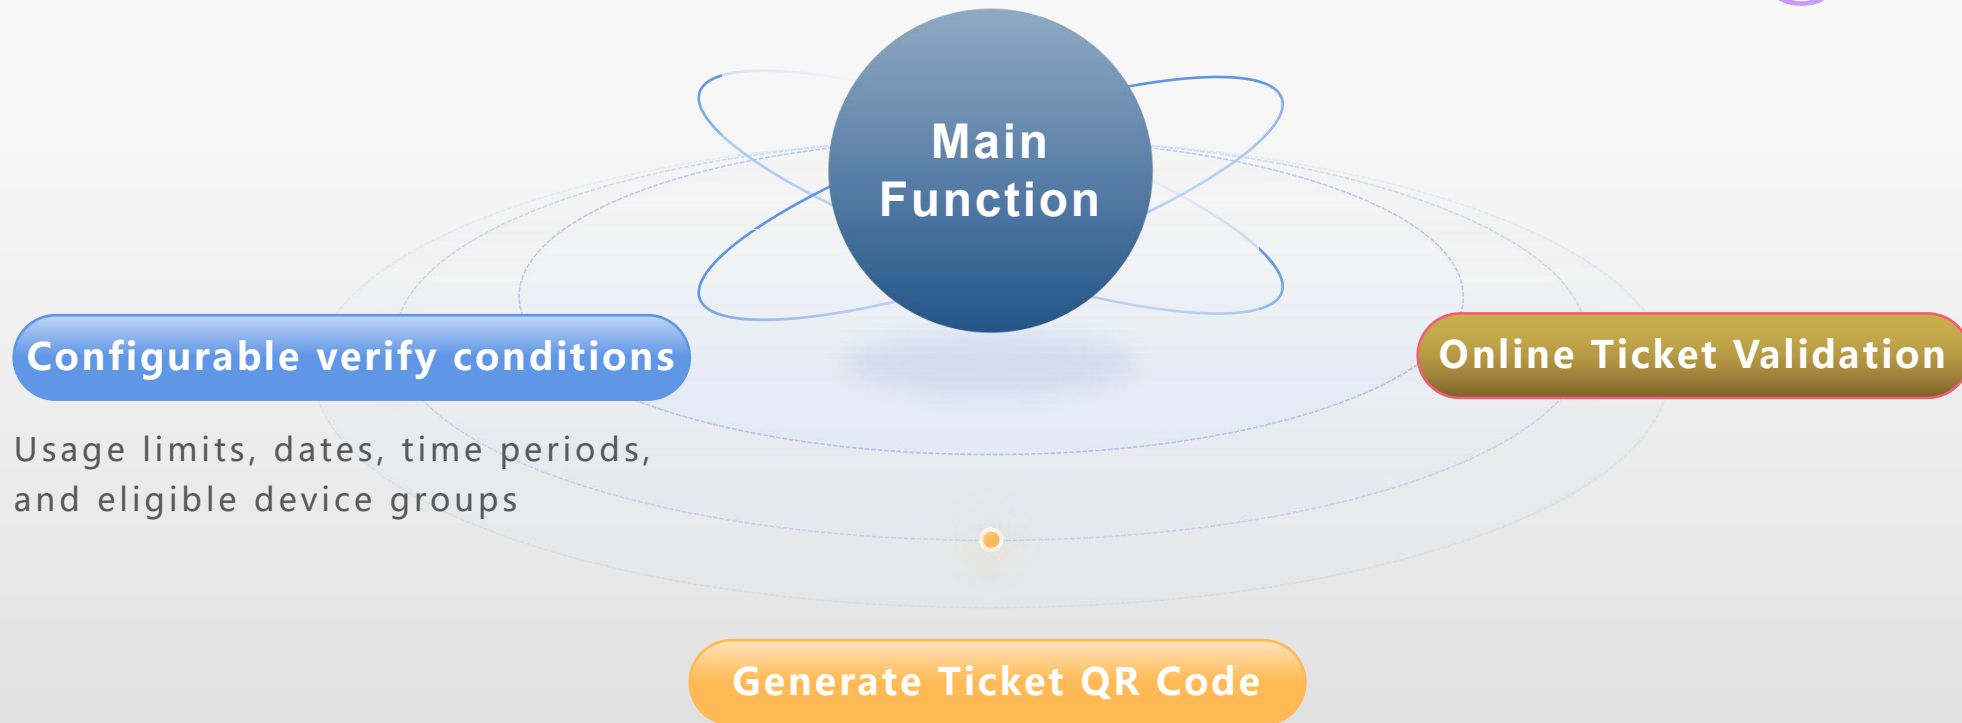 Main
Function
Configurable verify conditions
Online Ticket Validation
Usage limits, dates, time periods,
and eligible device groups
Generate Ticket QR Code